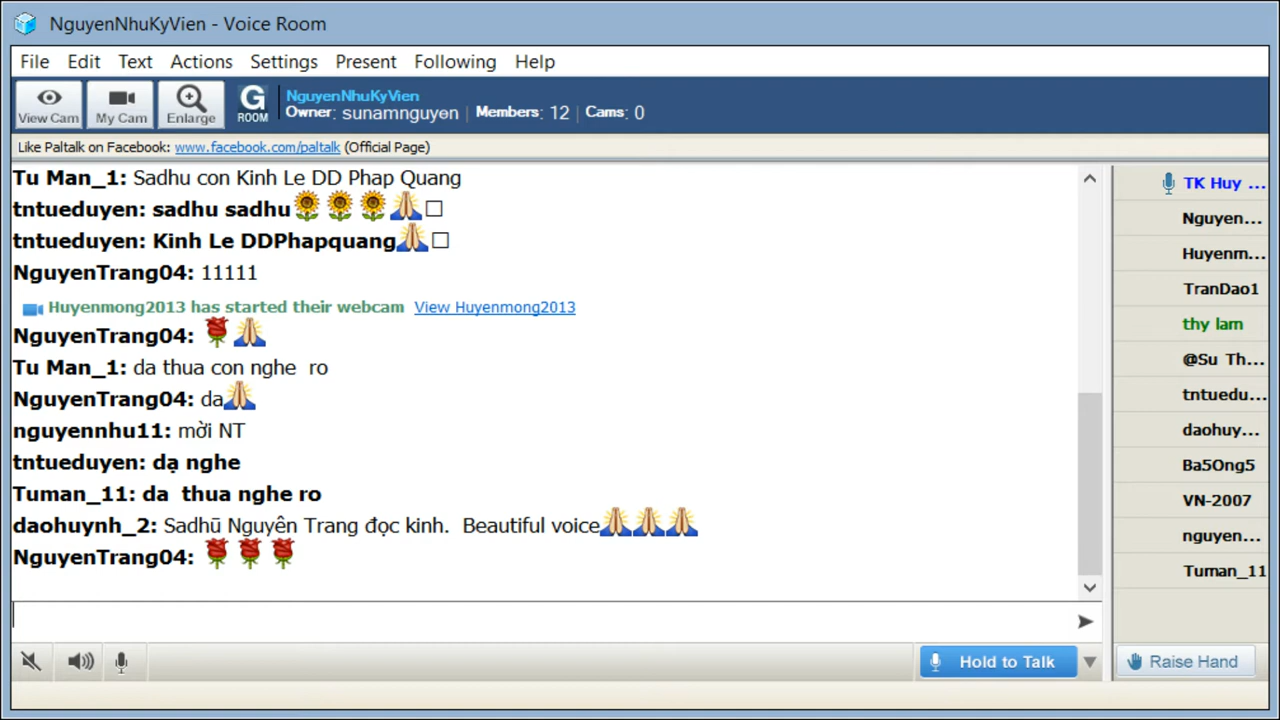 NguyenNhuKyVien - Voice Room
File Edit Text Actions Settings Present Following Help
View Cam My Cam Enlarge G ROOM
NguyenNhuKyVien
Owner: sunamnguyen | Members: 12 | Cams: 0
Like Paltalk on Facebook: www.facebook.com/paltalk (Official Page)
Tu Man_1: Sadhu con Kinh Le DD Phap Quang
tntueduyen: sadhu sadhu🌻🌻🌻🙏□
tntueduyen: Kinh Le DDPhapquang🙏□
NguyenTrang04: 11111
Huyenmong2013 has started their webcam View Huyenmong2013
NguyenTrang04: 🌹🙏
Tu Man_1: da thua con nghe ro
NguyenTrang04: da🙏
nguyennhu11: mời NT
tntueduyen: dạ nghe
Tuman_11: da thua nghe ro
daohuynh_2: Sadhū Nguyên Trang đọc kinh. Beautiful voice🙏🙏🙏
NguyenTrang04: 🌹🌹🌹
TK Huy ...
Nguyen...
Huyenm...
TranDao1
thy lam
@Su Th...
tntuedu...
daohuy...
Ba5Ong5
VN-2007
nguyen...
Tuman_11
Hold to Talk
Raise Hand